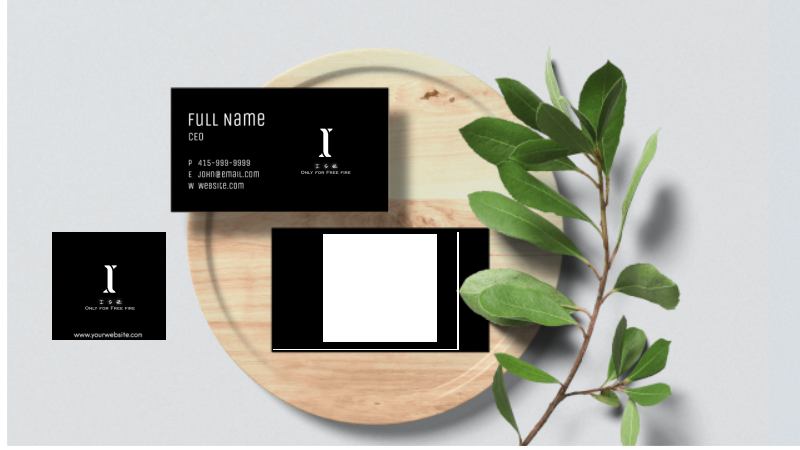 FULL Name
CEO
P 415-999-9999
E JOHN@EMAIL.COM
W WEBSITE.COM
I
Only for Free fire
I
Only for Free fire
www.yourwebsite.com